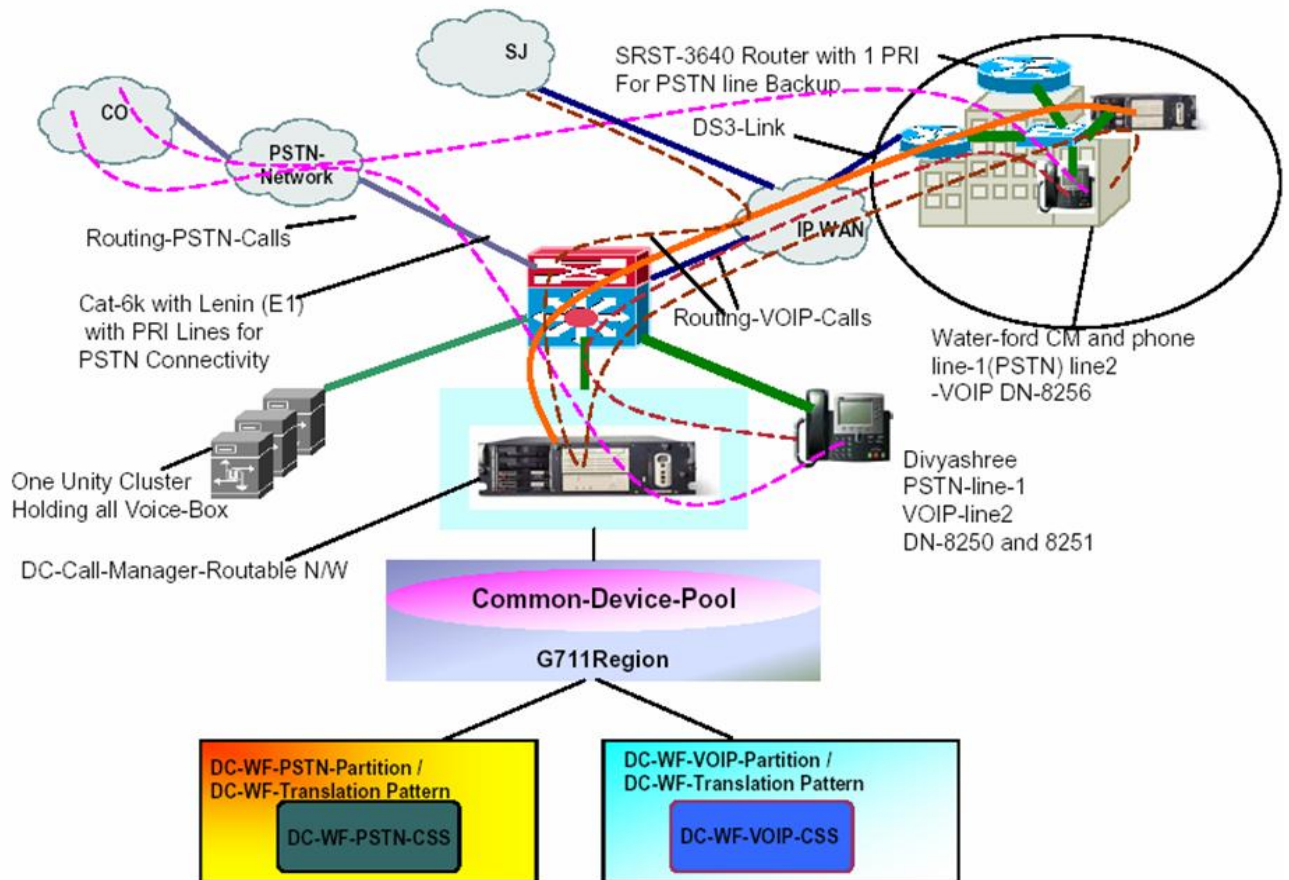 SJ
SRST-3640 Router with 1 PRI
For PSTN line Backup
CO
DS3-Link
PSTN-
Network
IP WAN
Routing-PSTN-Calls
Cat-6k with Lenin (E1)
with PRI Lines for
PSTN Connectivity
Routing-VOIP-Calls
Water-ford CM and phone
line-1(PSTN) line2
-VOIP DN-8256
One Unity Cluster
Holding all Voice-Box
Divyashree
PSTN-line-1
VOIP-line2
DN-8250 and 8251
DC-Call-Manager-Routable N/W
Common-Device-Pool
G711Region
DC-WF-PSTN-Partition /
DC-WF-Translation Pattern
DC-WF-PSTN-CSS
DC-WF-VOIP-Partition /
DC-WF-Translation Pattern
DC-WF-VOIP-CSS